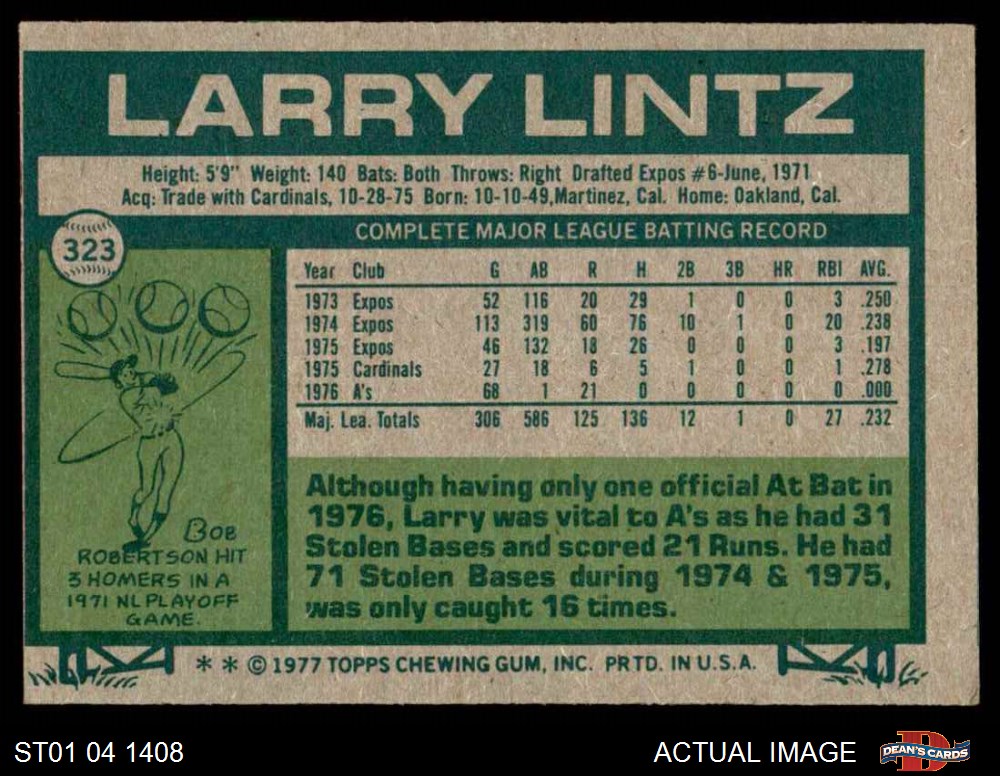 LARRY LINTZ
Height: 5'9" Weight: 140 Bats: Both Throws: Right Drafted Expos #6-June, 1971
Acq: Trade with Cardinals, 10-28-75 Born: 10-10-49,Martinez, Cal. Home: Oakland, Cal.
323
COMPLETE MAJOR LEAGUE BATTING RECORD
Year Club G AB R H 2B 3B HR RBI AVG.
1973 Expos 52 116 20 29 1 0 0 3 .250
1974 Expos 113 319 60 76 10 1 0 20 .238
1975 Expos 46 132 18 26 0 0 0 3 .197
1975 Cardinals 27 18 6 5 1 0 0 1 .278
1976 A's 68 1 21 0 0 0 0 0 .000
Maj. Lea. Totals 306 586 125 136 12 1 0 27 .232
BOB
ROBERTSON HIT
3 HOMERS IN A
1971 NL PLAYOFF
GAME.
Although having only one official At Bat in
1976, Larry was vital to A's as he had 31
Stolen Bases and scored 21 Runs. He had
71 Stolen Bases during 1974 & 1975,
was only caught 16 times.
* * © 1977 TOPPS CHEWING GUM, INC. PRTD. IN U.S.A.
ST01 04 1408
ACTUAL IMAGE
D
DEAN'S CARDS